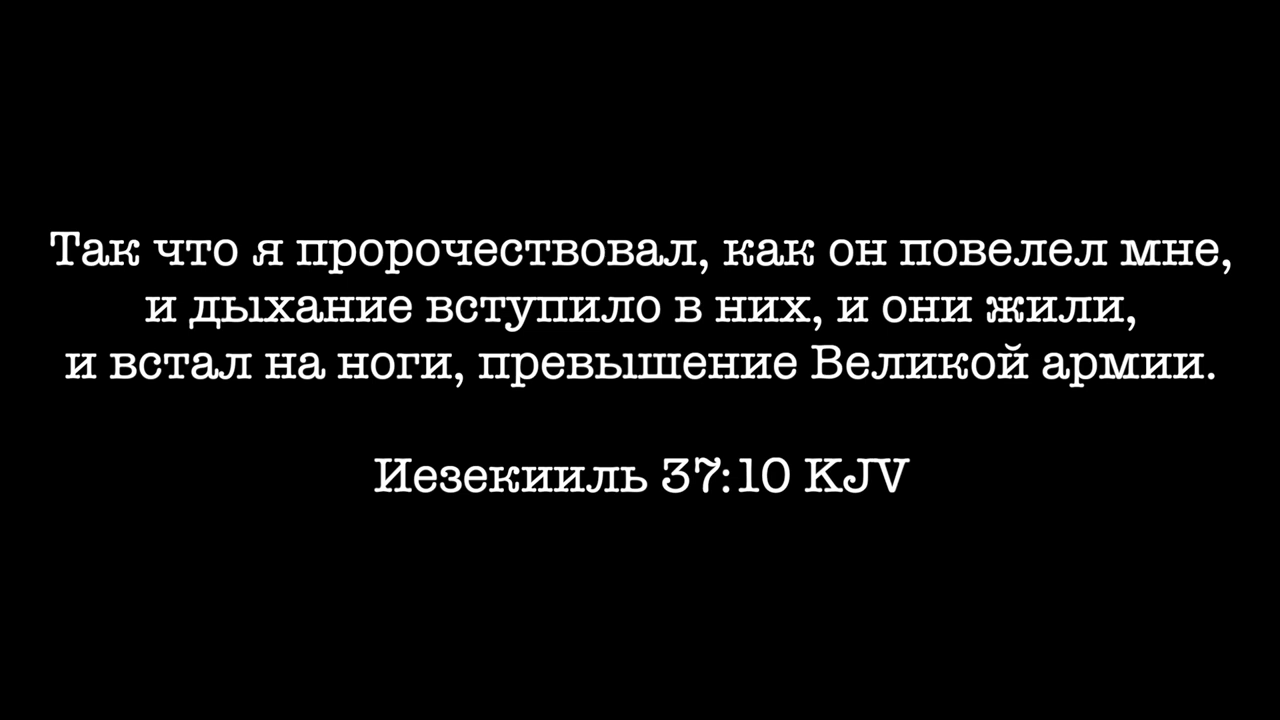 Так что я пророчествовал, как он повелел мне,
и дыхание вступило в них, и они жили,
и встал на ноги, превышение Великой армии.
Иезекииль 37:10 KJV